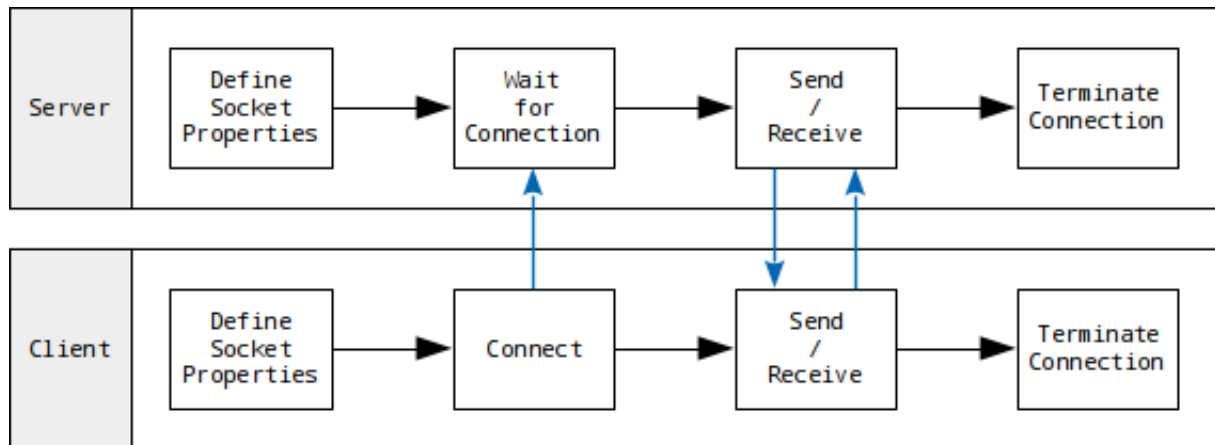 Server
Define
Socket
Properties
Wait
for
Connection
Send
/
Receive
Terminate
Connection
Client
Define
Socket
Properties
Connect
Send
/
Receive
Terminate
Connection